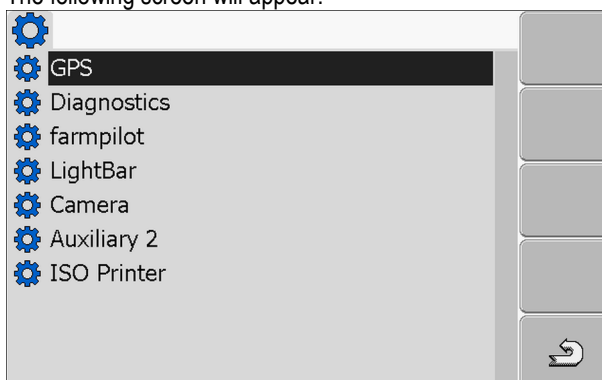 The following screen will appear:
GPS
Diagnostics
farmpilot
LightBar
Camera
Auxiliary 2
ISO Printer